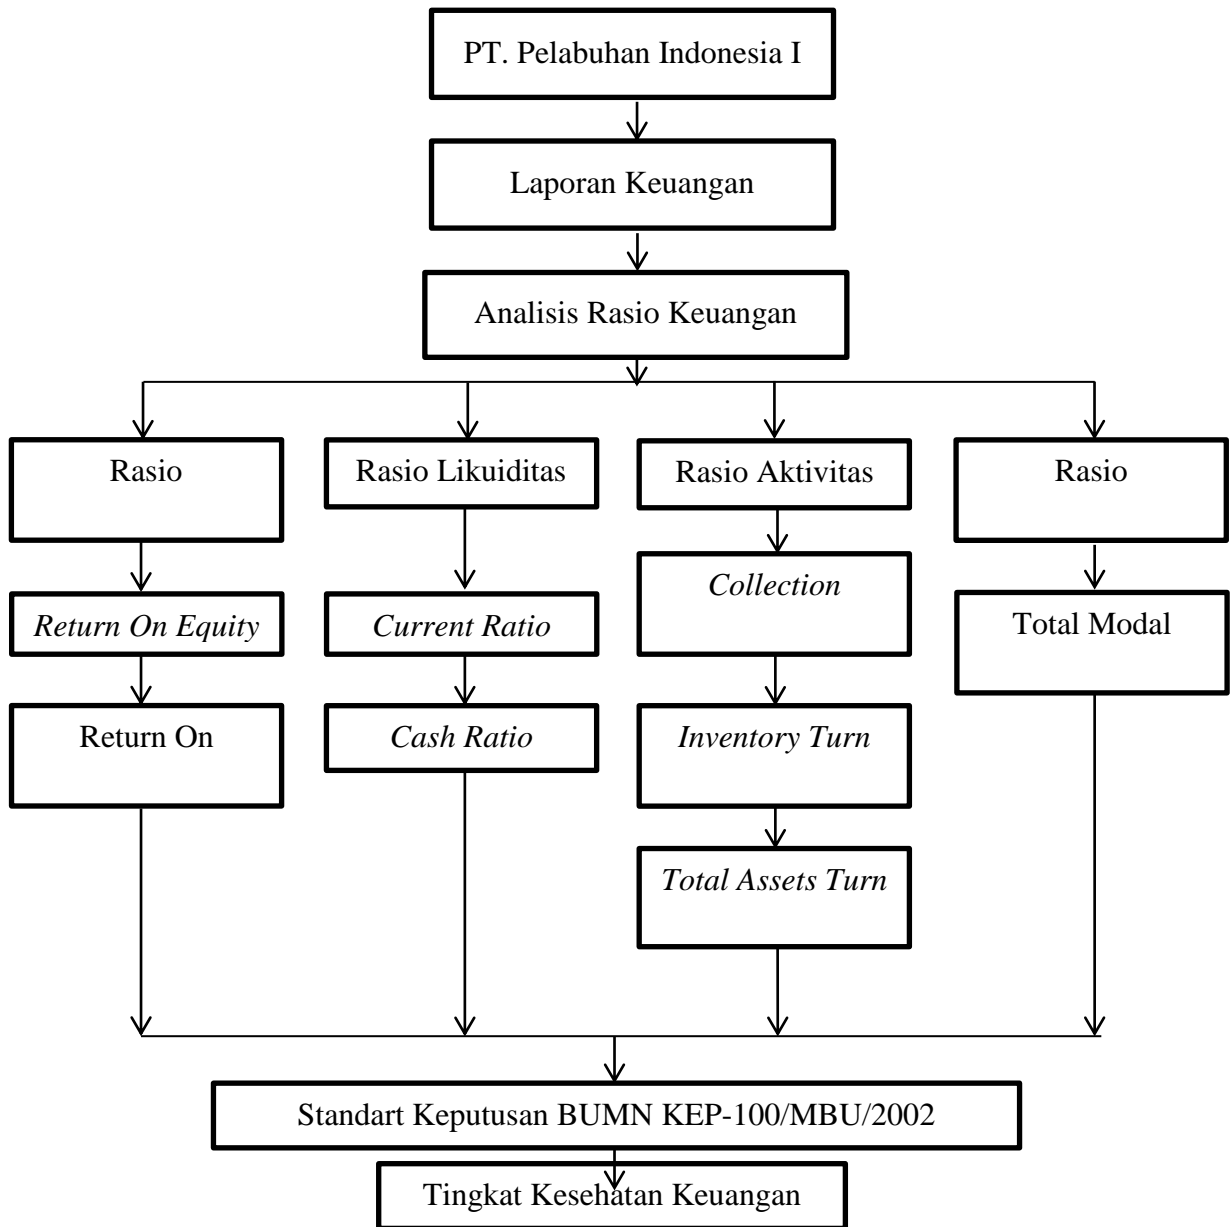 PT. Pelabuhan Indonesia I
Laporan Keuangan
Analisis Rasio Keuangan
Rasio
Rasio Likuiditas
Rasio Aktivitas
Rasio
Return On Equity
Current Ratio
Collection
Total Modal
Return On
Cash Ratio
Inventory Turn
Total Assets Turn
Standart Keputusan BUMN KEP-100/MBU/2002
Tingkat Kesehatan Keuangan